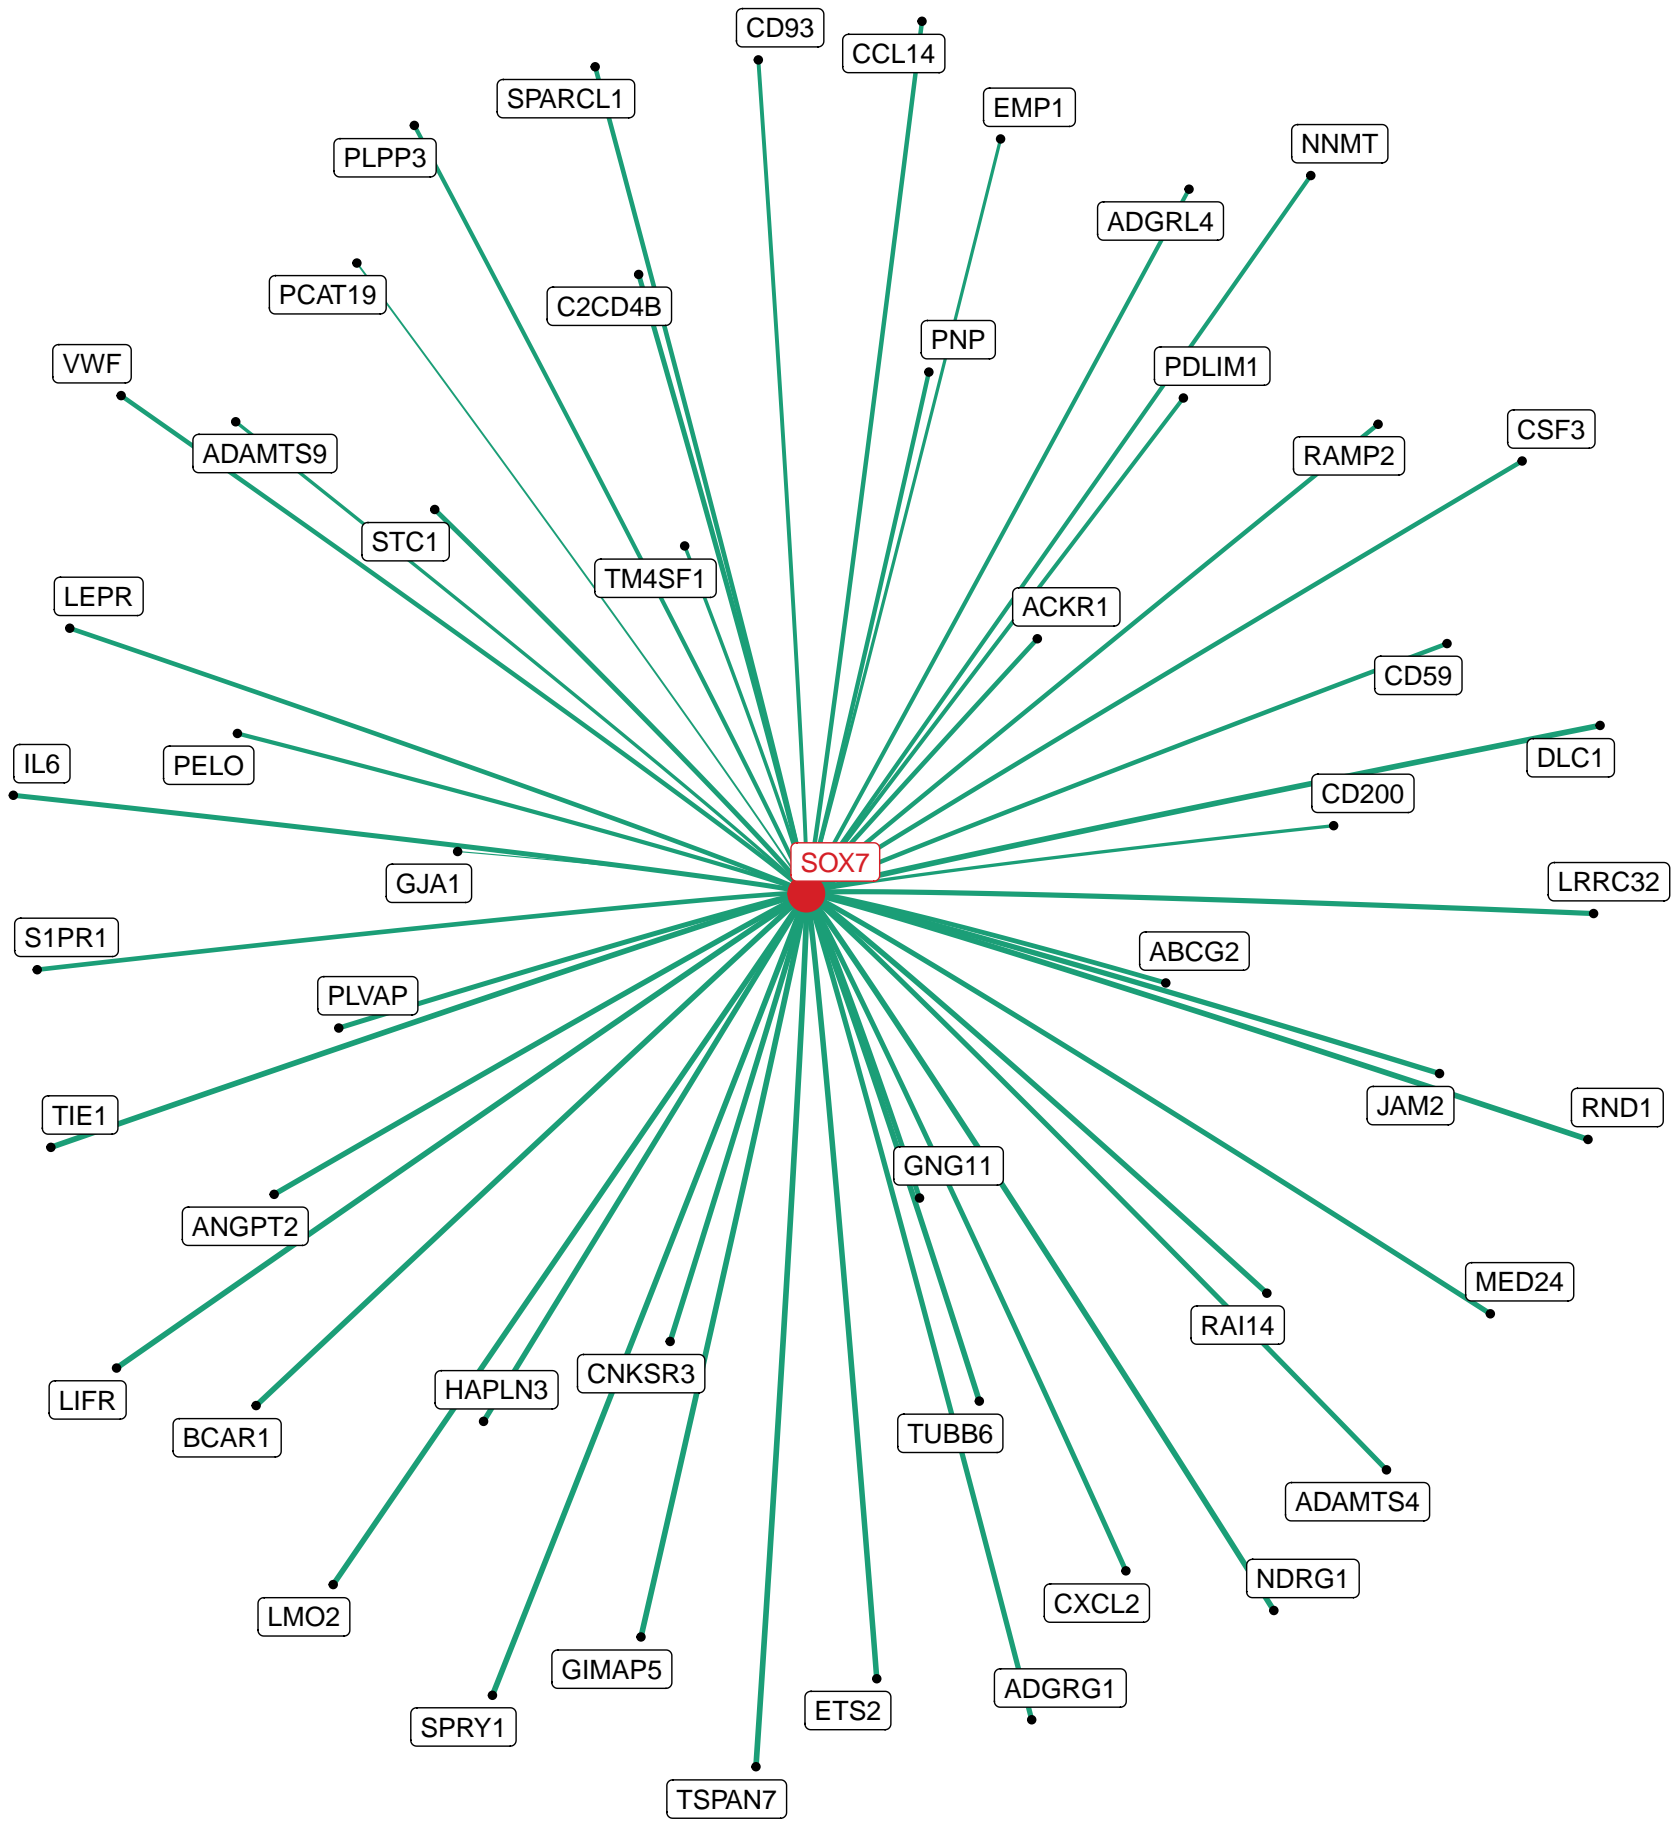 CD93
CCL14
SPARCL1
EMP1
NNMT
PLPP3
ADGRL4
PCAT19
C2CD4B
PNP
VWF
PDLIM1
CSF3
ADAMTS9
RAMP2
STC1
TM4SF1
LEPR
ACKR1
CD59
IL6
PELO
DLC1
CD200
SOX7
GJA1
LRRC32
S1PR1
ABCG2
PLVAP
TIE1
JAM2
RND1
GNG11
ANGPT2
MED24
RAI14
CNKSR3
HAPLN3
LIFR
BCAR1
TUBB6
ADAMTS4
NDRG1
CXCL2
LMO2
GIMAP5
ADGRG1
ETS2
SPRY1
TSPAN7